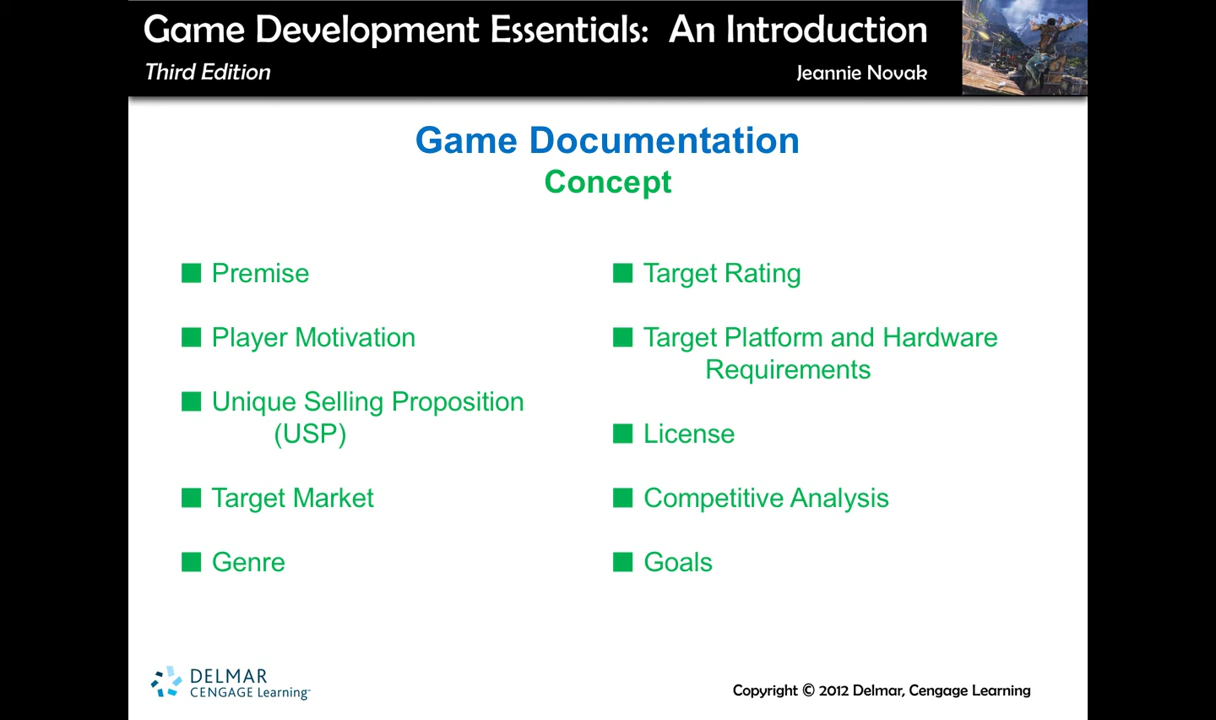 Game Development Essentials: An Introduction
Third Edition
Jeannie Novak
Game Documentation
Concept
Premise
Player Motivation
Unique Selling Proposition
(USP)
Target Market
Genre
Target Rating
Target Platform and Hardware
Requirements
License
Competitive Analysis
Goals
DELMAR
CENGAGE Learning™
Copyright © 2012 Delmar, Cengage Learning